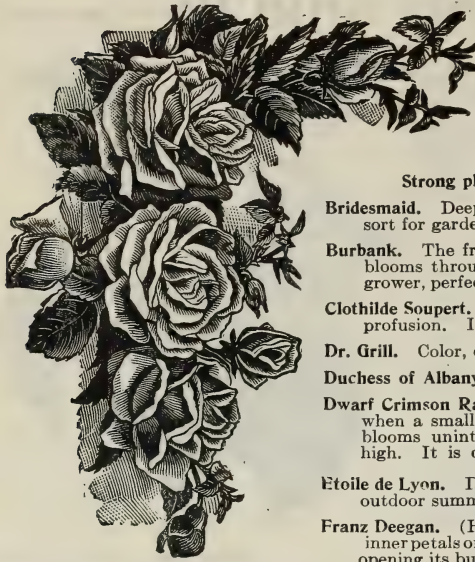 Strong pl
Bridesmaid. Deep
sort for garde
Burbank. The fr
blooms throu
grower, perfec
Clothilde Soupert.
profusion. I
Dr. Grill. Color,
Duchess of Albany
Dwarf Crimson Ra
when a small
blooms unint
high. It is
Etoile de Lyon.
outdoor summ
Franz Deegan. (H
inner petals o
opening its bu